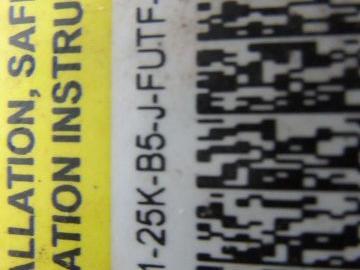 ALLATION, SAF
ATION INSTRU
1-25K-B5-J-FUTF-